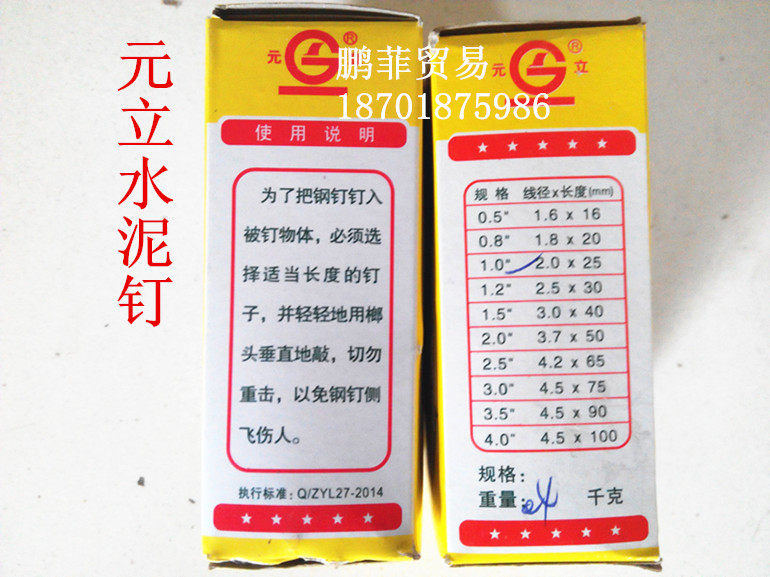 元立水泥钉
元 ®
鹏菲贸易
18701875986
使用说明
为了把钢钉钉入
被钉物体，必须选
择适当长度的钉
子，并轻轻地用榔
头垂直地敲，切勿
重击，以免钢钉侧
飞伤人。
执行标准：Q/ZYL27-2014
元 立 ®
规格 线径x长度(mm)
0.5" 1.6 x 16
0.8" 1.8 x 20
1.0" 2.0 x 25
1.2" 2.5 x 30
1.5" 3.0 x 40
2.0" 3.7 x 50
2.5" 4.2 x 65
3.0" 4.5 x 75
3.5" 4.5 x 90
4.0" 4.5 x 100
规格：
重量： 千克